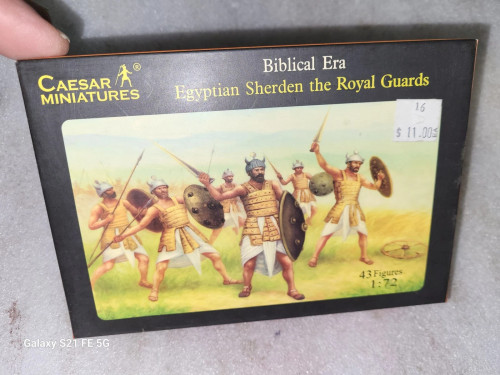 CAESAR ®
MINIATURES
Biblical Era
Egyptian Sherden the Royal Guards
16
$ 11.00
43 Figures
1:72
Galaxy S21 FE 5G